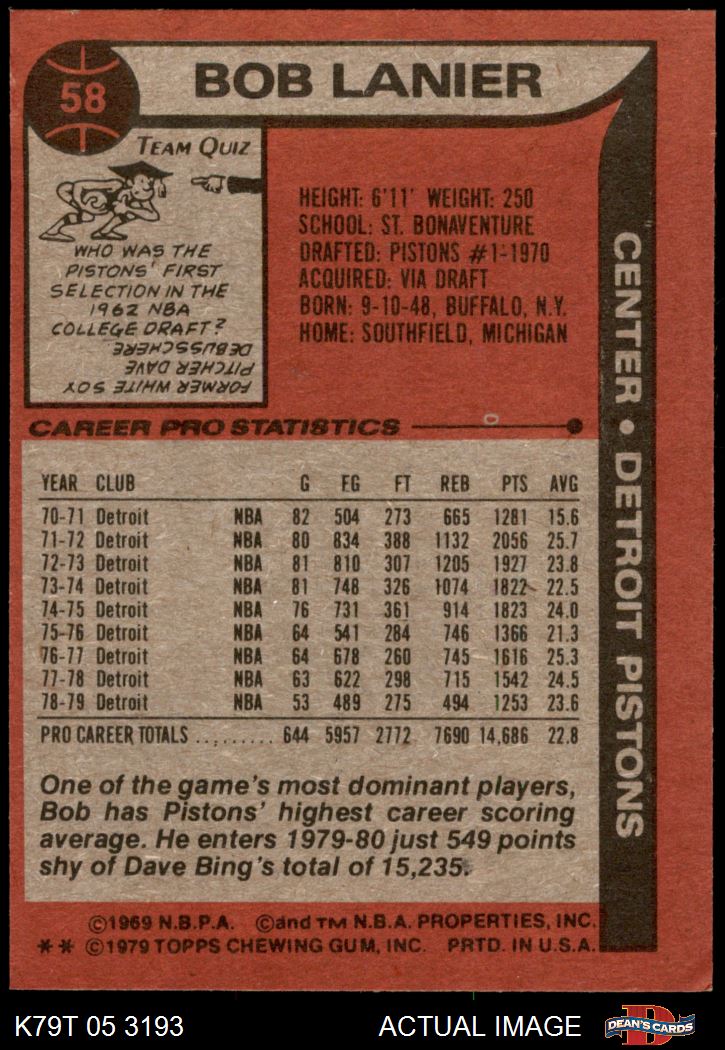 58
BOB LANIER
TEAM QUIZ
WHO WAS THE
PISTONS' FIRST
SELECTION IN THE
1962 NBA
COLLEGE DRAFT?
FORMER WHITE SOX
PITCHER DAVE
DEBUSSCHERE
HEIGHT: 6'11' WEIGHT: 250
SCHOOL: ST. BONAVENTURE
DRAFTED: PISTONS #1-1970
ACQUIRED: VIA DRAFT
BORN: 9-10-48, BUFFALO, N.Y.
HOME: SOUTHFIELD, MICHIGAN
CENTER • DETROIT PISTONS
CAREER PRO STATISTICS
YEAR CLUB G FG FT REB PTS AVG
70-71 Detroit NBA 82 504 273 665 1281 15.6
71-72 Detroit NBA 80 834 388 1132 2056 25.7
72-73 Detroit NBA 81 810 307 1205 1927 23.8
73-74 Detroit NBA 81 748 326 1074 1822 22.5
74-75 Detroit NBA 76 731 361 914 1823 24.0
75-76 Detroit NBA 64 541 284 746 1366 21.3
76-77 Detroit NBA 64 678 260 745 1616 25.3
77-78 Detroit NBA 63 622 298 715 1542 24.5
78-79 Detroit NBA 53 489 275 494 1253 23.6
PRO CAREER TOTALS .......... 644 5957 2772 7690 14,686 22.8
One of the game's most dominant players,
Bob has Pistons' highest career scoring
average. He enters 1979-80 just 549 points
shy of Dave Bing's total of 15,235.
©1969 N.B.P.A. ©and TM N.B.A. PROPERTIES, INC.
** ©1979 TOPPS CHEWING GUM, INC. PRTD. IN U.S.A.
K79T 05 3193 ACTUAL IMAGE
D
DEAN'S CARDS